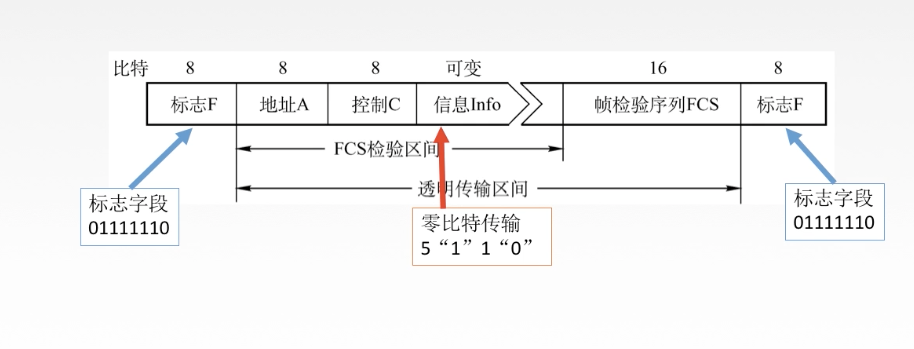 比特 8 8 8 可变 16 8
标志F 地址A 控制C 信息Info 帧检验序列FCS 标志F
FCS检验区间
透明传输区间
标志字段
01111110
零比特传输
5“1”1“0”
标志字段
01111110